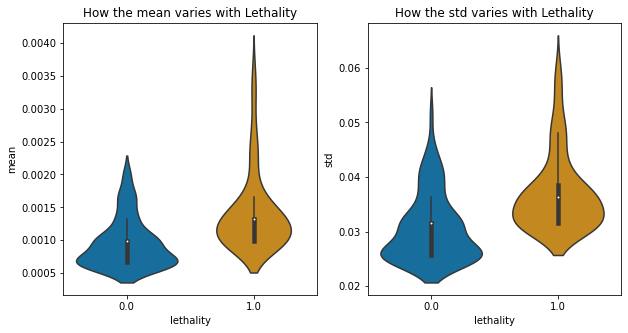 How the mean varies with Lethality
mean
0.0040
0.0035
0.0030
0.0025
0.0020
0.0015
0.0010
0.0005
0.0
1.0
lethality
How the std varies with Lethality
std
0.06
0.05
0.04
0.03
0.02
0.0
1.0
lethality